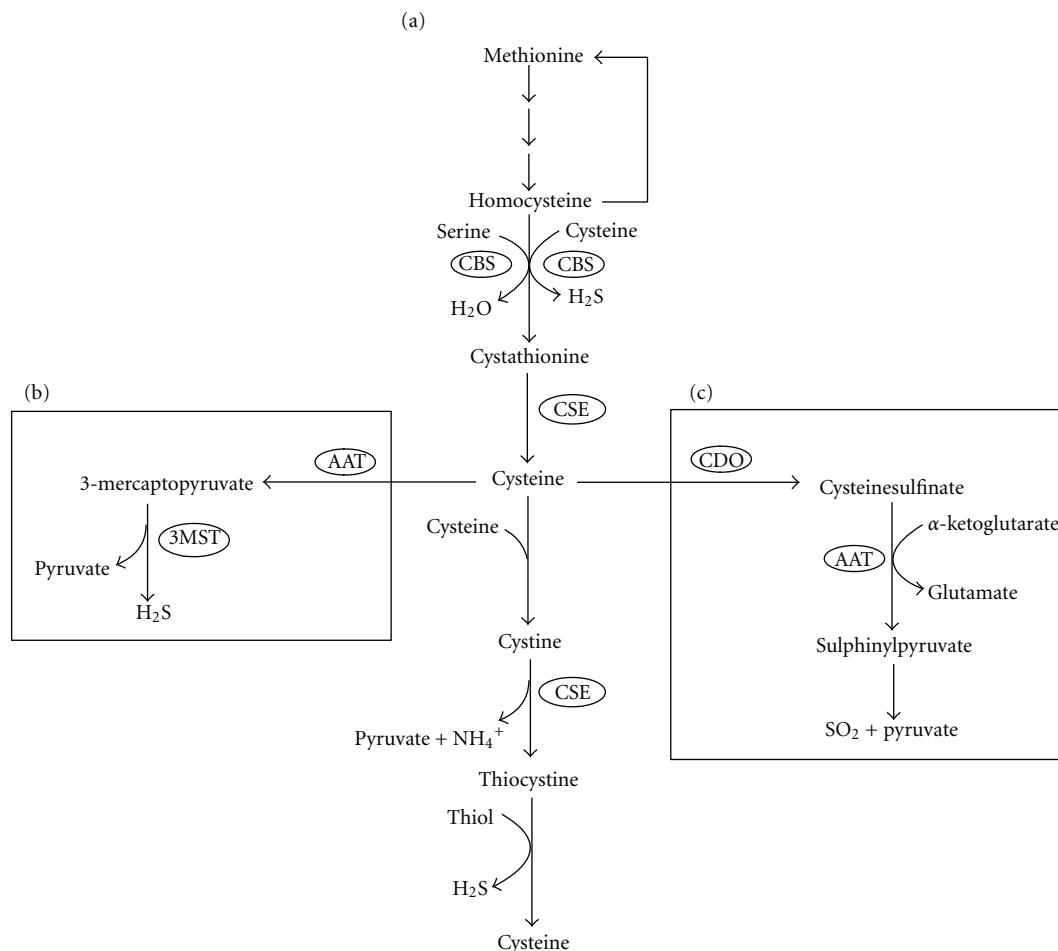 (a)
Methionine
Homocysteine
Serine
Cysteine
CBS
CBS
H₂O
H₂S
Cystathionine
CSE
(b)
(c)
AAT
CDO
3-mercaptopyruvate
Cysteine
Cysteinesulfinate
Cysteine
α-ketoglutarate
3MST
AAT
Pyruvate
Glutamate
H₂S
Cystine
Sulphinylpyruvate
CSE
Pyruvate + NH₄⁺
SO₂ + pyruvate
Thiocystine
Thiol
H₂S
Cysteine